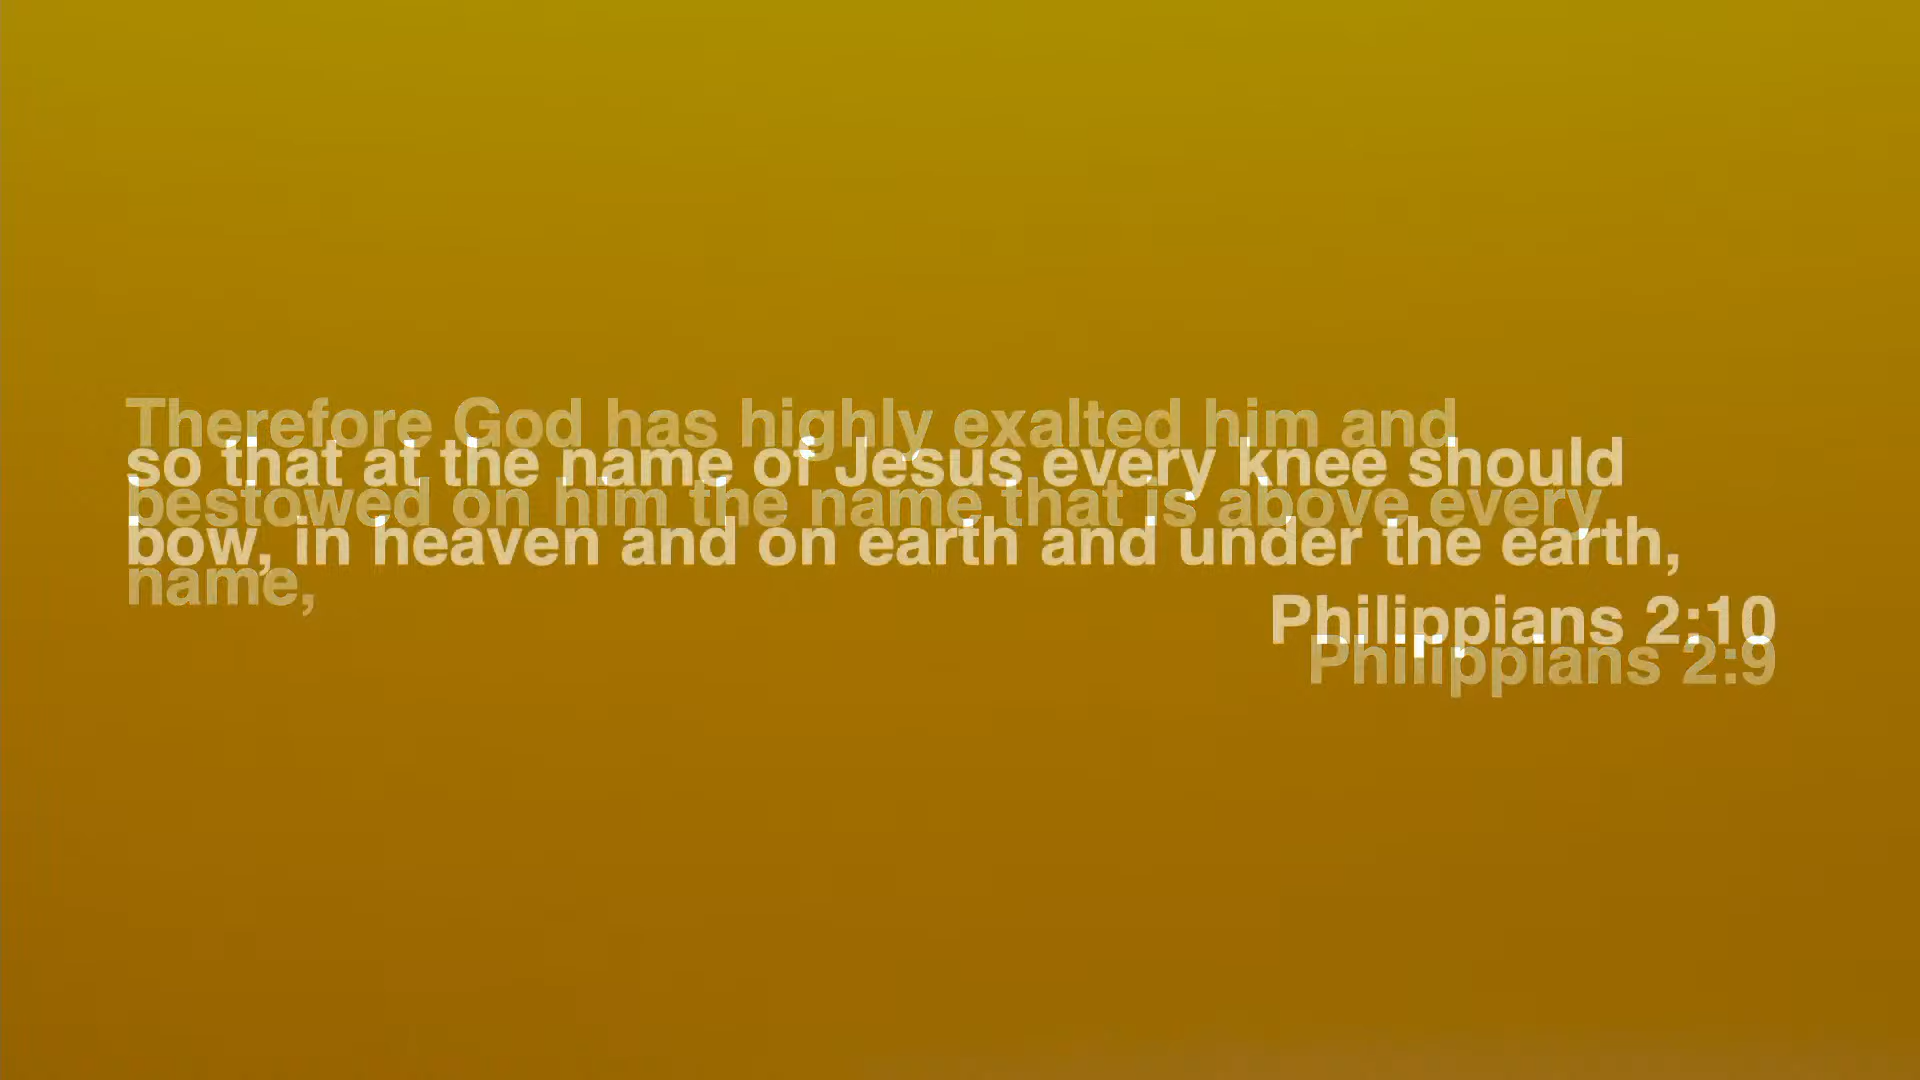 Therefore God has highly exalted him and
bestowed on him the name that is above every
name,
Philippians 2:9
so that at the name of Jesus every knee should
bow, in heaven and on earth and under the earth,
Philippians 2:10